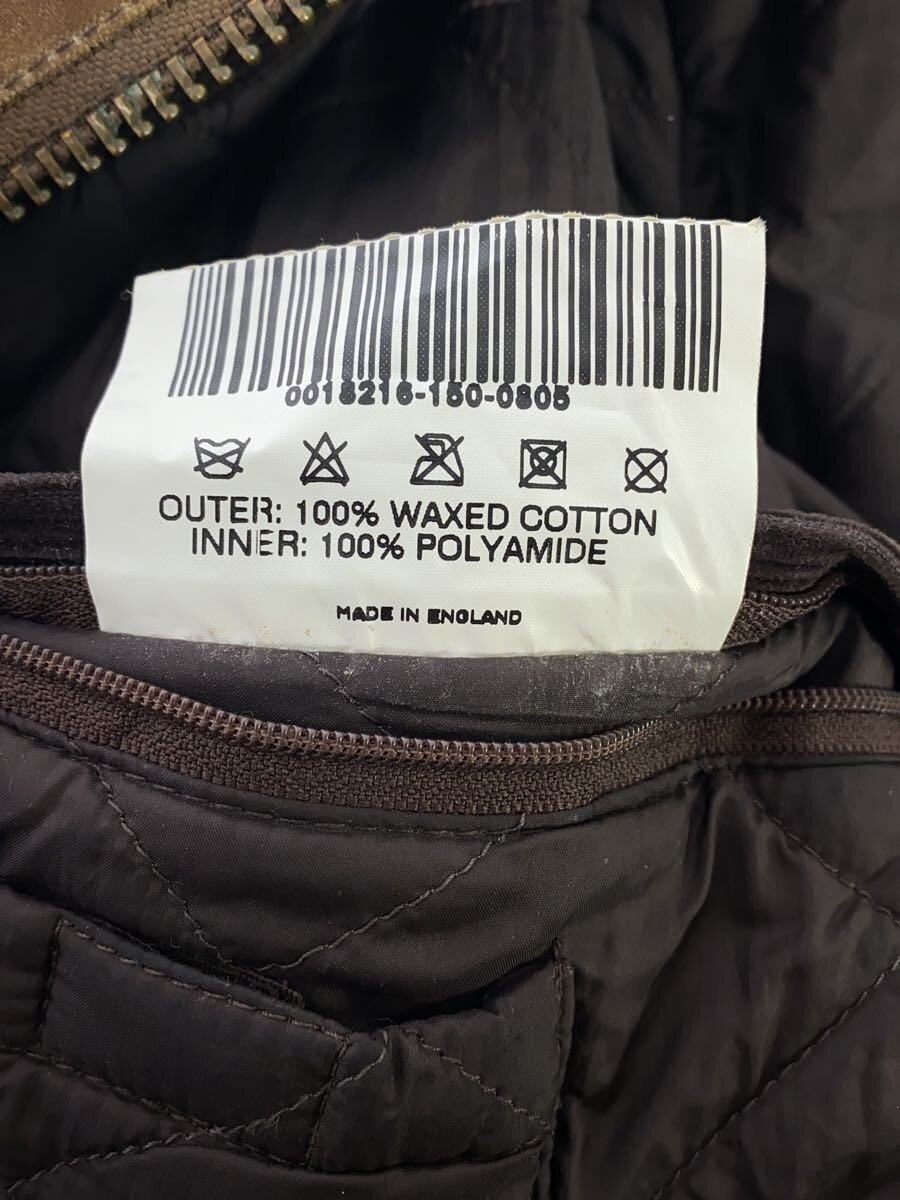 0018216-150-0805
OUTER: 100% WAXED COTTON
INNER: 100% POLYAMIDE
MADE IN ENGLAND